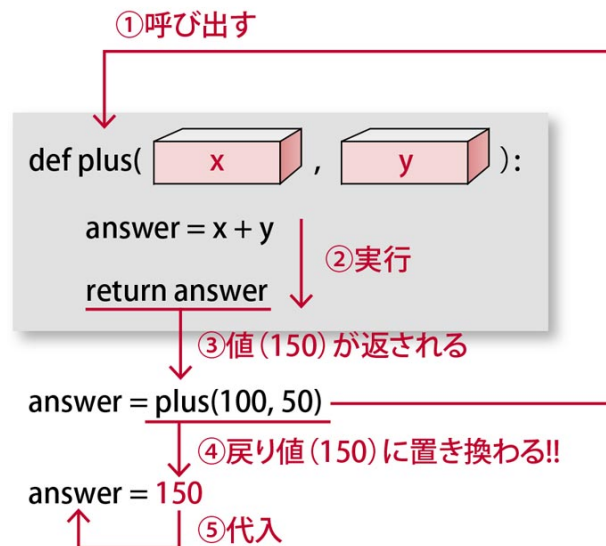 ①呼び出す
def plus( x , y ):
answer = x + y
②実行
return answer
③値（150）が返される
answer = plus(100, 50)
④戻り値（150）に置き換わる!!
answer = 150
⑤代入